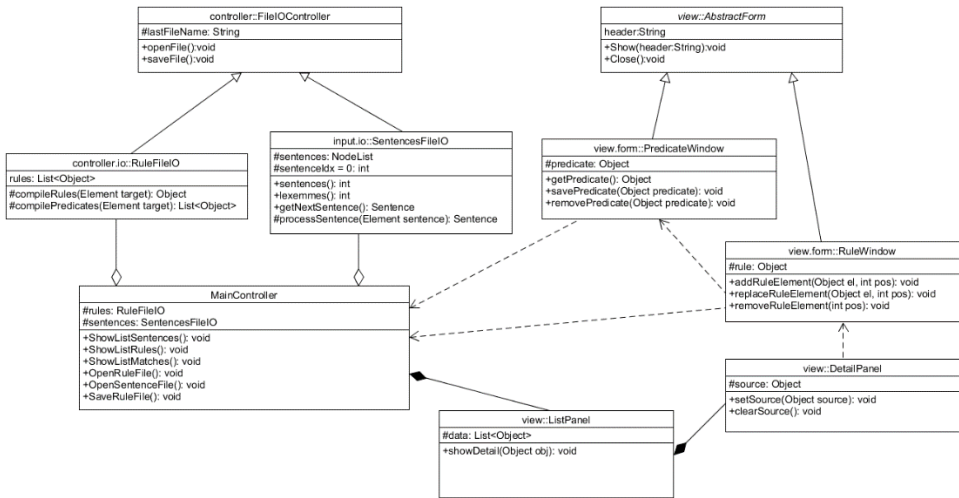 controller::FileIOController
#lastFileName: String
+openFile():void
+saveFile():void
view::AbstractForm
header:String
+Show(header:String):void
+Close():void
controller.io::RuleFileIO
rules: List<Object>
#compileRules(Element target): Object
#compilePredicates(Element target): List<Object>
input.io::SentencesFileIO
#sentences: NodeList
#sentenceIdx = 0: int
+sentences(): int
+lexemmes(): int
+getNextSentence(): Sentence
#processSentence(Element sentence): Sentence
view.form::PredicateWindow
#predicate: Object
+getPredicate(): Object
+savePredicate(Object predicate): void
+removePredicate(Object predicate): void
view.form::RuleWindow
#rule: Object
+addRuleElement(Object el, int pos): void
+replaceRuleElement(Object el, int pos): void
+removeRuleElement(int pos): void
MainController
#rules: RuleFileIO
#sentences: SentencesFileIO
+ShowListSentences(): void
+ShowListRules(): void
+ShowListMatches(): void
+OpenRuleFile(): void
+OpenSentenceFile(): void
+SaveRuleFile(): void
view::DetailPanel
#source: Object
+setSource(Object source): void
+clearSource(): void
view::ListPanel
#data: List<Object>
+showDetail(Object obj): void